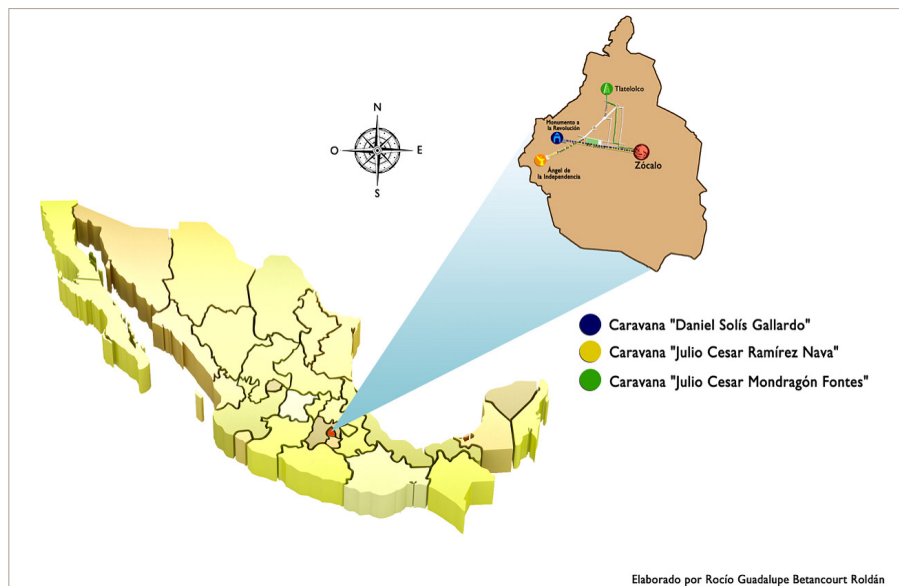 Tlatelolco
Monumento a
la Revolución
Zócalo
Ángel de
la Independencia
N
O
E
S
Caravana "Daniel Solís Gallardo"
Caravana "Julio Cesar Ramírez Nava"
Caravana "Julio Cesar Mondragón Fontes"
Elaborado por Rocío Guadalupe Betancourt Roldán